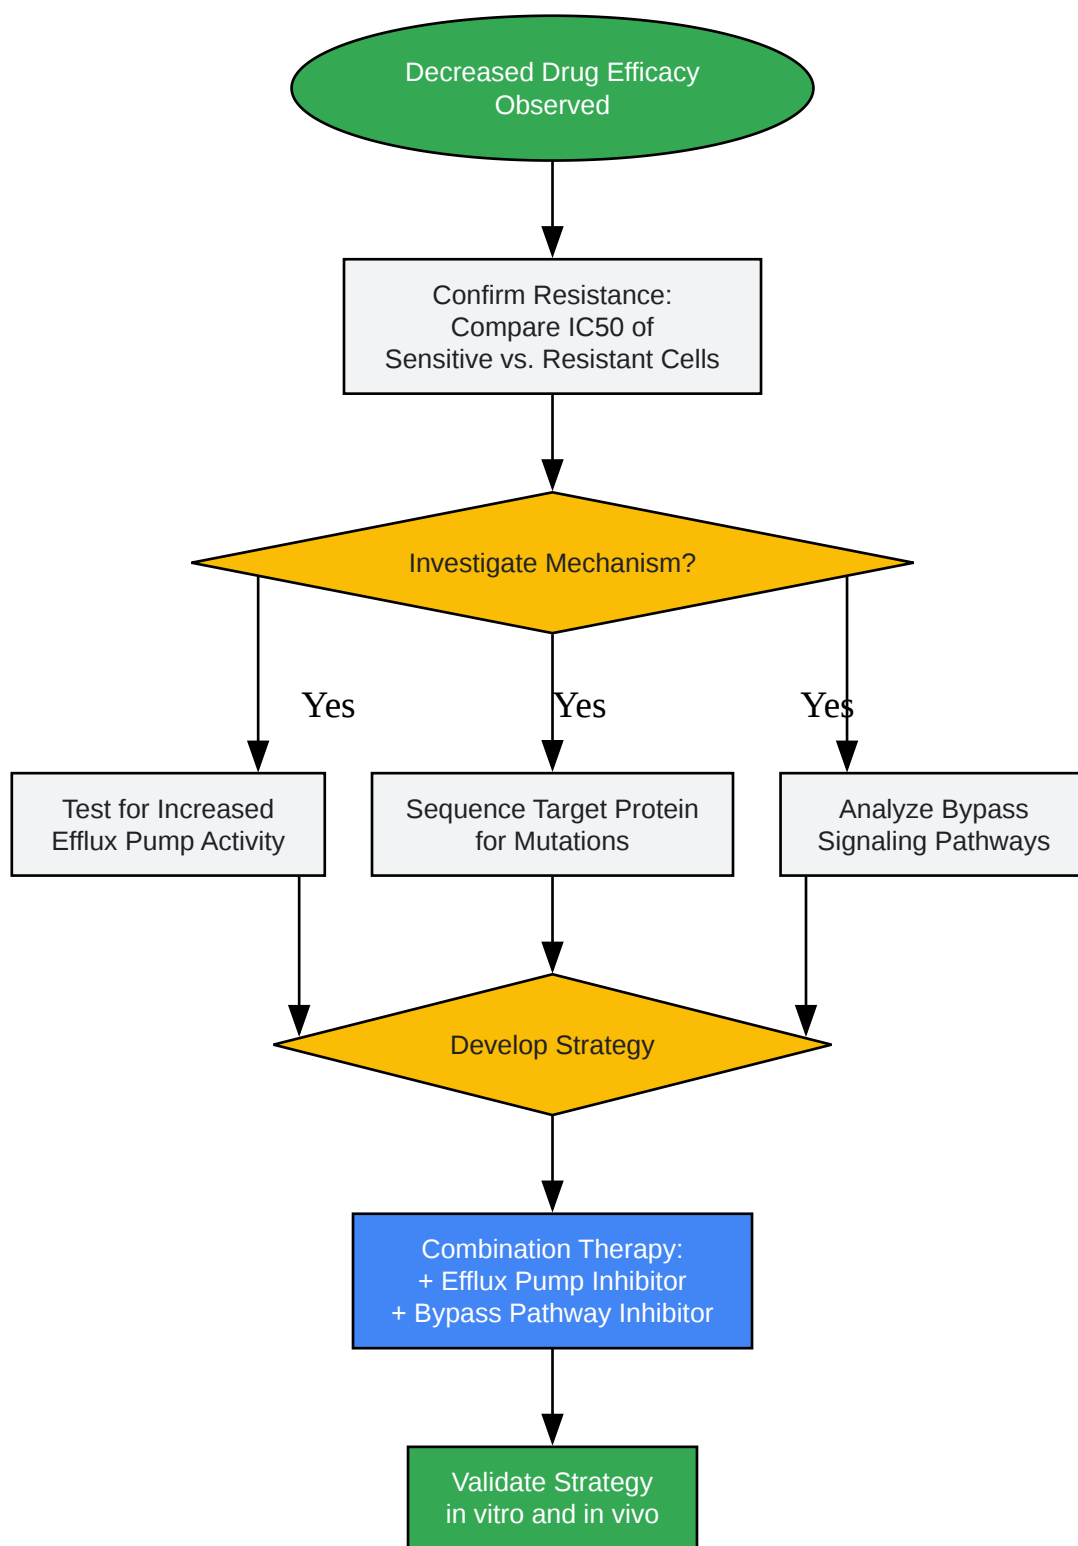 Decreased Drug Efficacy
Observed
Confirm Resistance:
Compare IC50 of
Sensitive vs. Resistant Cells
Investigate Mechanism?
Yes
Yes
Yes
Test for Increased
Efflux Pump Activity
Sequence Target Protein
for Mutations
Analyze Bypass
Signaling Pathways
Develop Strategy
Combination Therapy:
+ Efflux Pump Inhibitor
+ Bypass Pathway Inhibitor
Validate Strategy
in vitro and in vivo